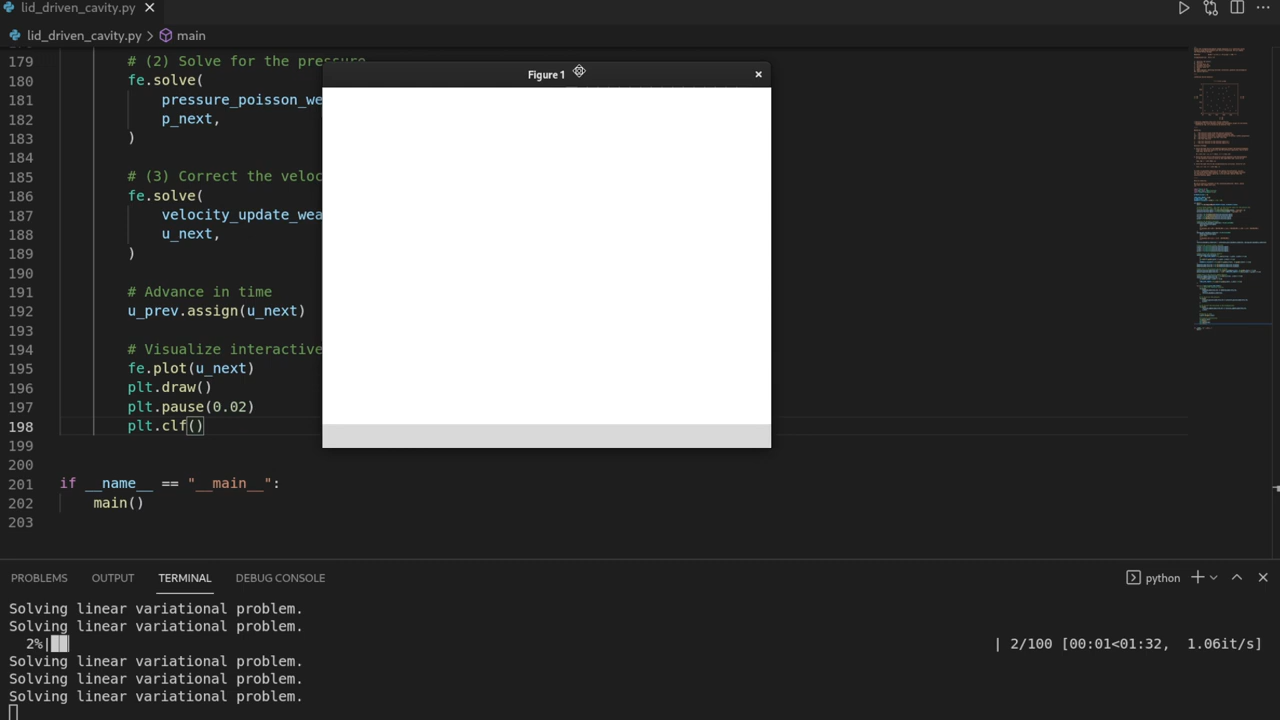 lid_driven_cavity.py
lid_driven_cavity.py > main
179 # (2) Solve for the pressure
180 fe.solve(
181 pressure_poisson_we
182 p_next,
183 )
184
185 # (3) Correct the veloc
186 fe.solve(
187 velocity_update_wea
188 u_next,
189 )
190
191 # Advance in time
192 u_prev.assign(u_next)
193
194 # Visualize interactive
195 fe.plot(u_next)
196 plt.draw()
197 plt.pause(0.02)
198 plt.clf()
199
200
201 if __name__ == "__main__":
202 main()
203
Figure 1
PROBLEMS OUTPUT TERMINAL DEBUG CONSOLE
python
Solving linear variational problem.
Solving linear variational problem.
2%| | 2/100 [00:01<01:32, 1.06it/s]
Solving linear variational problem.
Solving linear variational problem.
Solving linear variational problem.